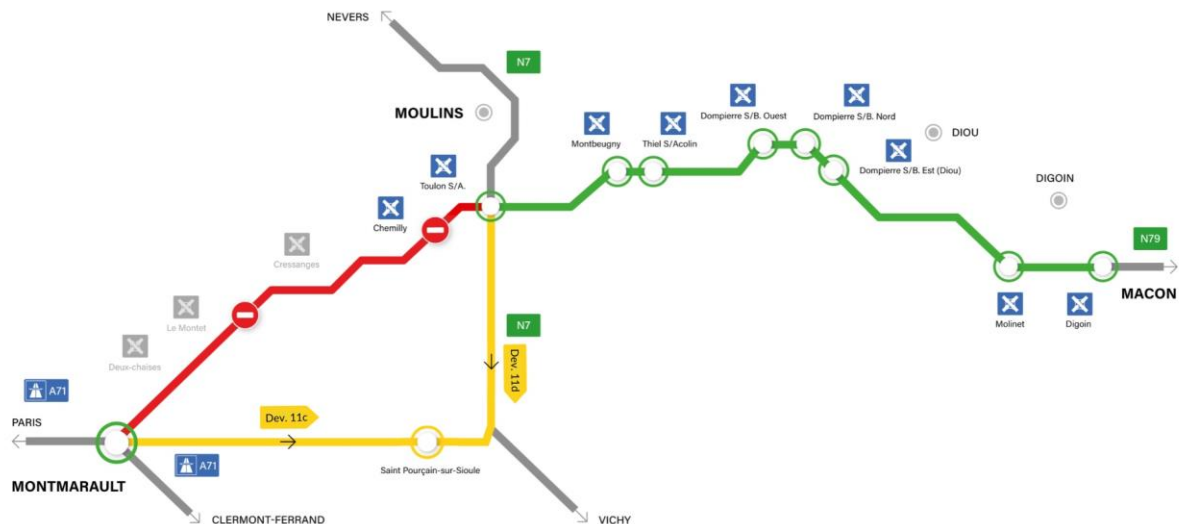 NEVERS
N7
MOULINS
Dompierre S/B. Ouest
Dompierre S/B. Nord
Montbeugny
Thiel S/Acolin
DIOU
Dompierre S/B. Est (Diou)
Toulon S/A.
DIGOIN
Chemilly
N79
Cressanges
MACON
Le Montet
Molinet
Digoin
N7
Deux-chaises
Dev. 11d
A71
PARIS
Dev. 11c
A71
Saint Pourçain-sur-Sioule
MONTMARAULT
CLERMONT-FERRAND
VICHY